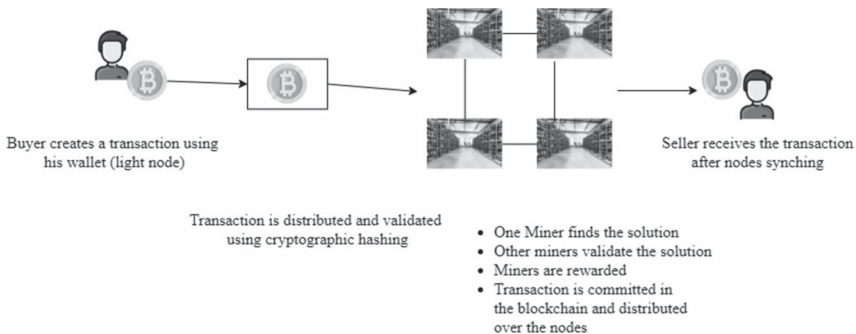 Buyer creates a transaction using
his wallet (light node)
Seller receives the transaction
after nodes synching
Transaction is distributed and validated
using cryptographic hashing
• One Miner finds the solution
• Other miners validate the solution
• Miners are rewarded
• Transaction is committed in
the blockchain and distributed
over the nodes